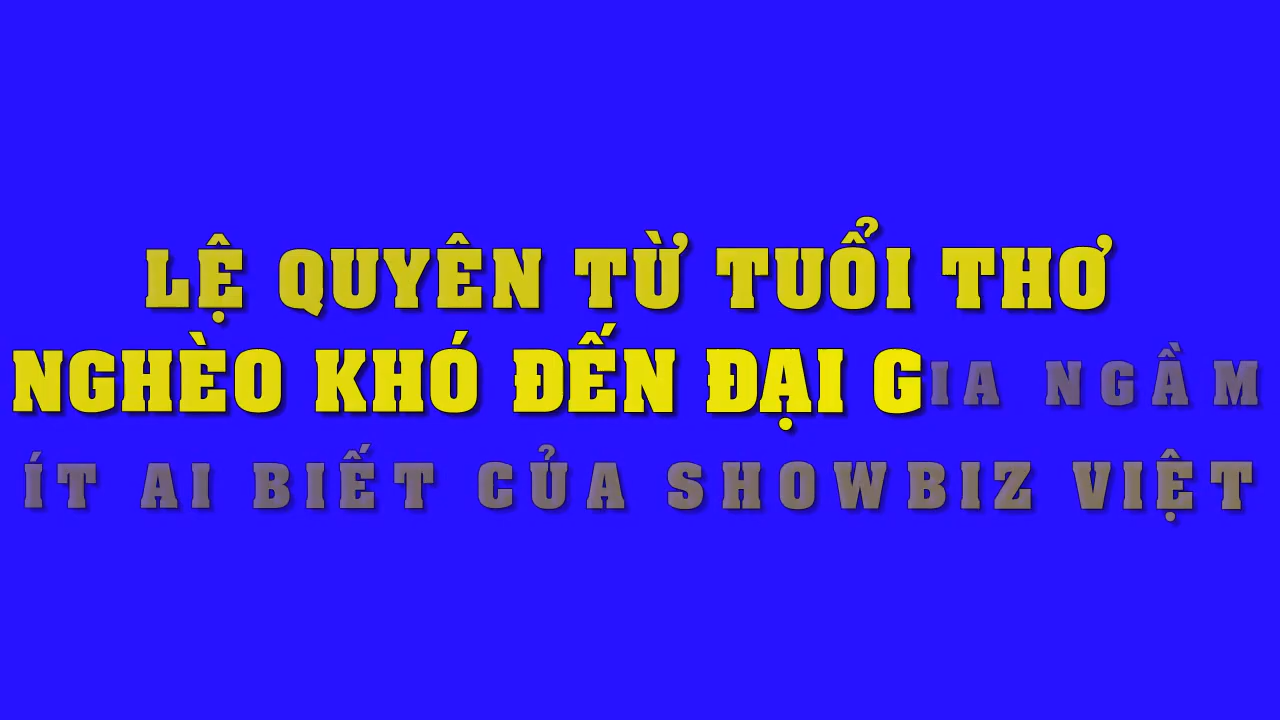 LỆ QUYÊN TỪ TUỔI THƠ
NGHÈO KHÓ ĐẾN ĐẠI GIA NGẦM
ÍT AI BIẾT CỦA SHOWBIZ VIỆT